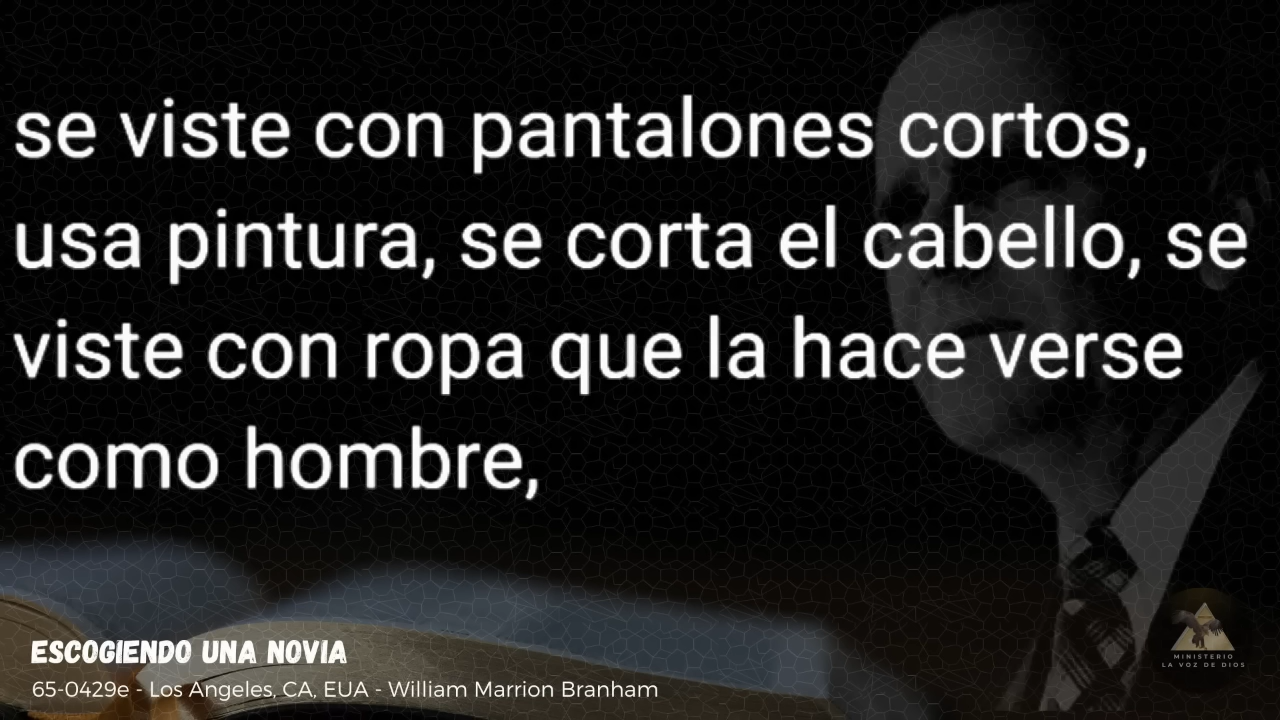 se viste con pantalones cortos,
usa pintura, se corta el cabello, se
viste con ropa que la hace verse
como hombre,
ESCOGIENDO UNA NOVIA
65-0429e - Los Angeles, CA, EUA - William Marrion Branham
MINISTERIO
LA VOZ DE DIOS